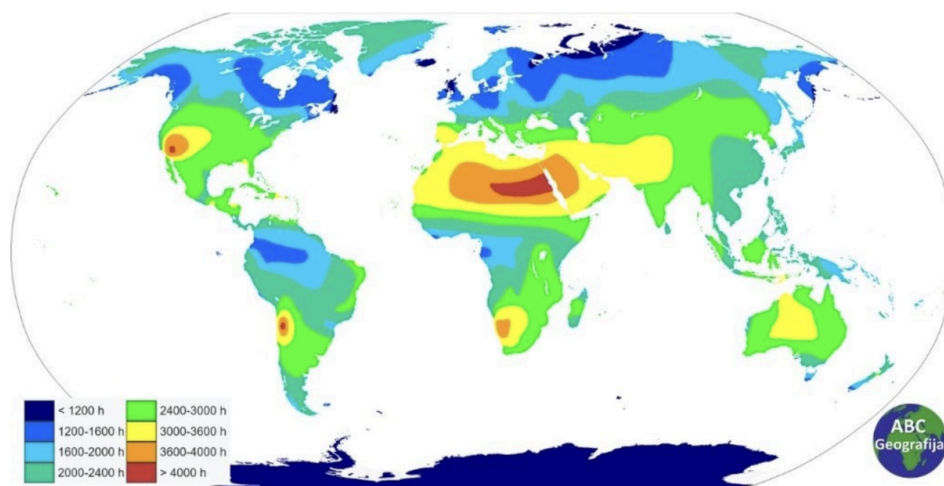 < 1200 h
1200-1600 h
1600-2000 h
2000-2400 h
2400-3000 h
3000-3600 h
3600-4000 h
> 4000 h
ABC
Geografija